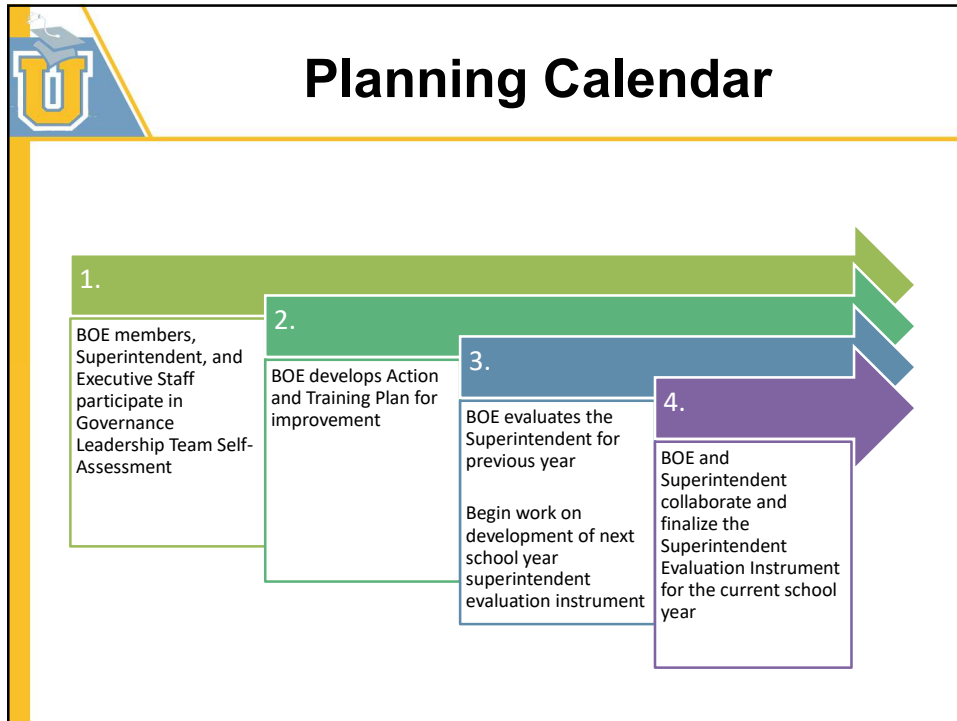 U
Planning Calendar
1.
BOE members,
Superintendent, and
Executive Staff
participate in
Governance
Leadership Team Self-
Assessment
2.
BOE develops Action
and Training Plan for
improvement
3.
BOE evaluates the
Superintendent for
previous year
Begin work on
development of next
school year
superintendent
evaluation instrument
4.
BOE and
Superintendent
collaborate and
finalize the
Superintendent
Evaluation Instrument
for the current school
year